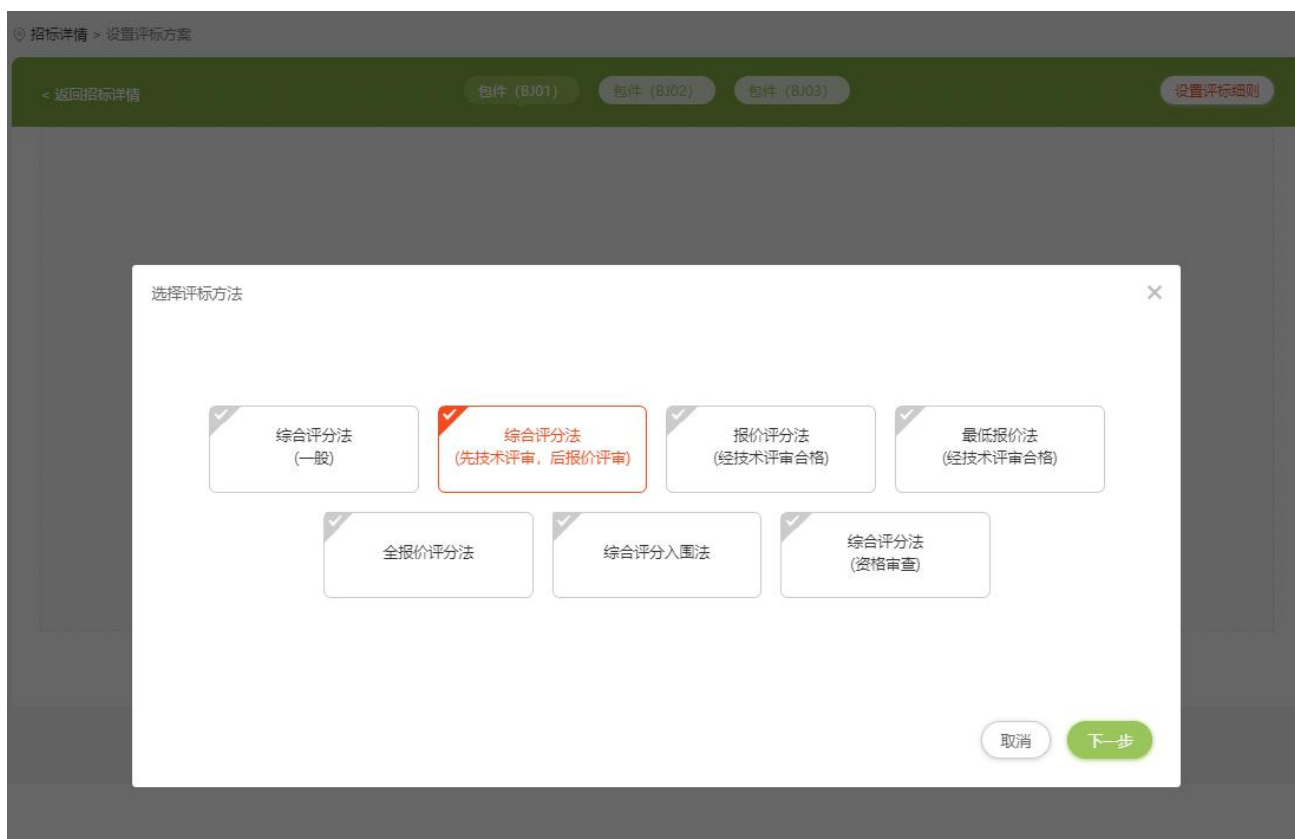 招标详情 > 设置评标方案
< 返回招标详情
包件（BJ01）
包件（BJ02）
包件（BJ03）
设置评标细则
选择评标方法
综合评分法
(一般)
综合评分法
(先技术评审，后报价评审)
报价评分法
(经技术评审合格)
最低报价法
(经技术评审合格)
全报价评分法
综合评分入围法
综合评分法
(资格审查)
取消
下一步